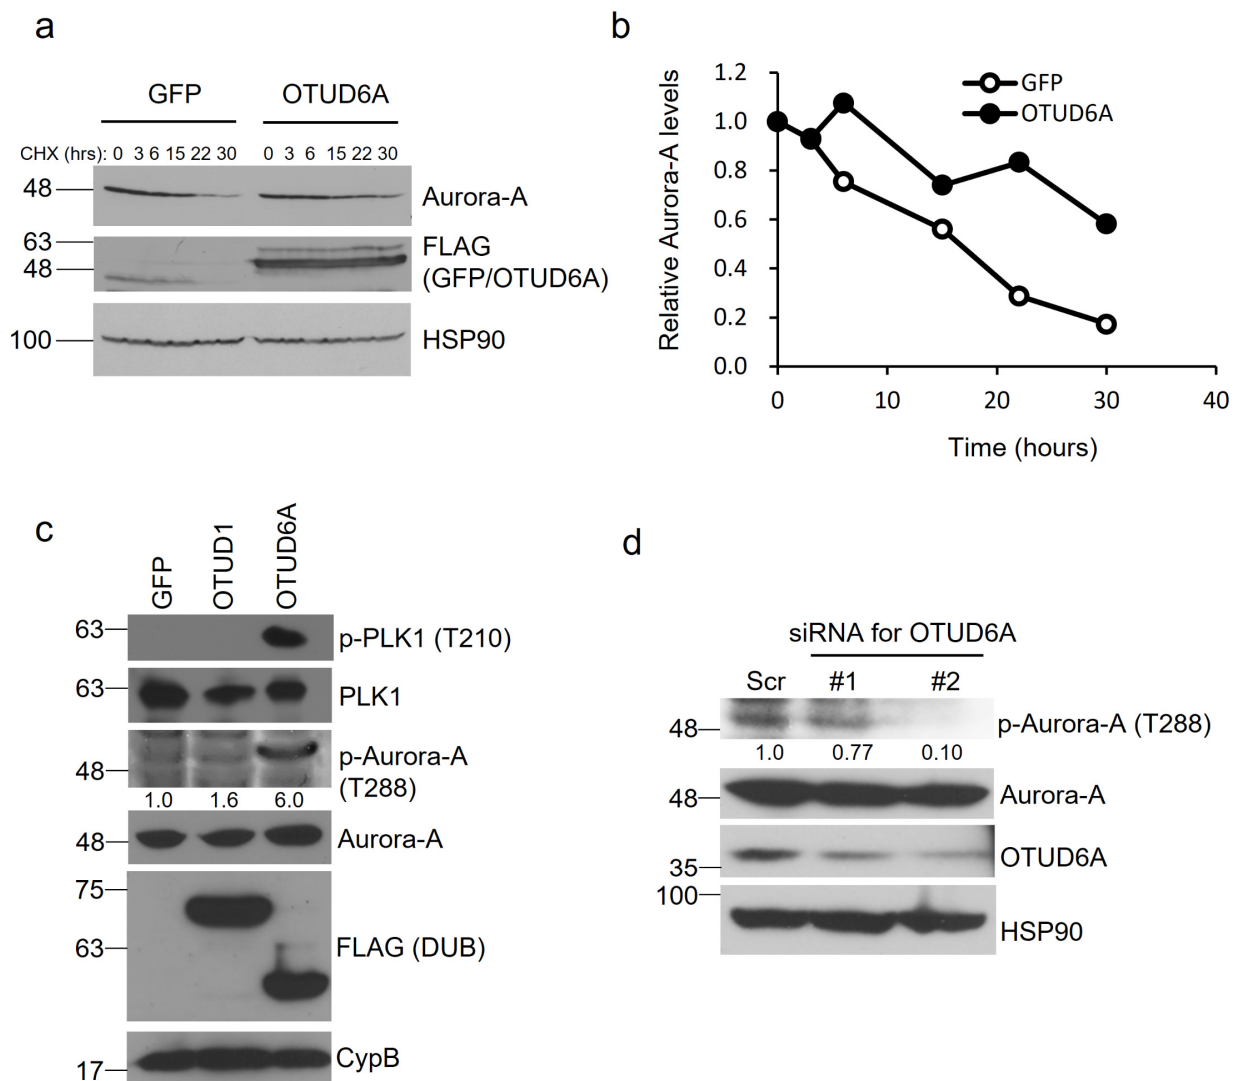 a
GFP OTUD6A
CHX (hrs): 0 3 6 15 22 30 0 3 6 15 22 30
48 Aurora-A
63 FLAG
48 (GFP/OTUD6A)
100 HSP90
b
Relative Aurora-A levels
1.2
1.0
0.8
0.6
0.4
0.2
0.0
GFP
OTUD6A
0 10 20 30 40
Time (hours)
c
GFP OTUD1 OTUD6A
63 p-PLK1 (T210)
63 PLK1
p-Aurora-A
48 (T288)
1.0 1.6 6.0
48 Aurora-A
75
63 FLAG (DUB)
17 CypB
d
siRNA for OTUD6A
Scr #1 #2
48 p-Aurora-A (T288)
1.0 0.77 0.10
48 Aurora-A
35 OTUD6A
100
HSP90